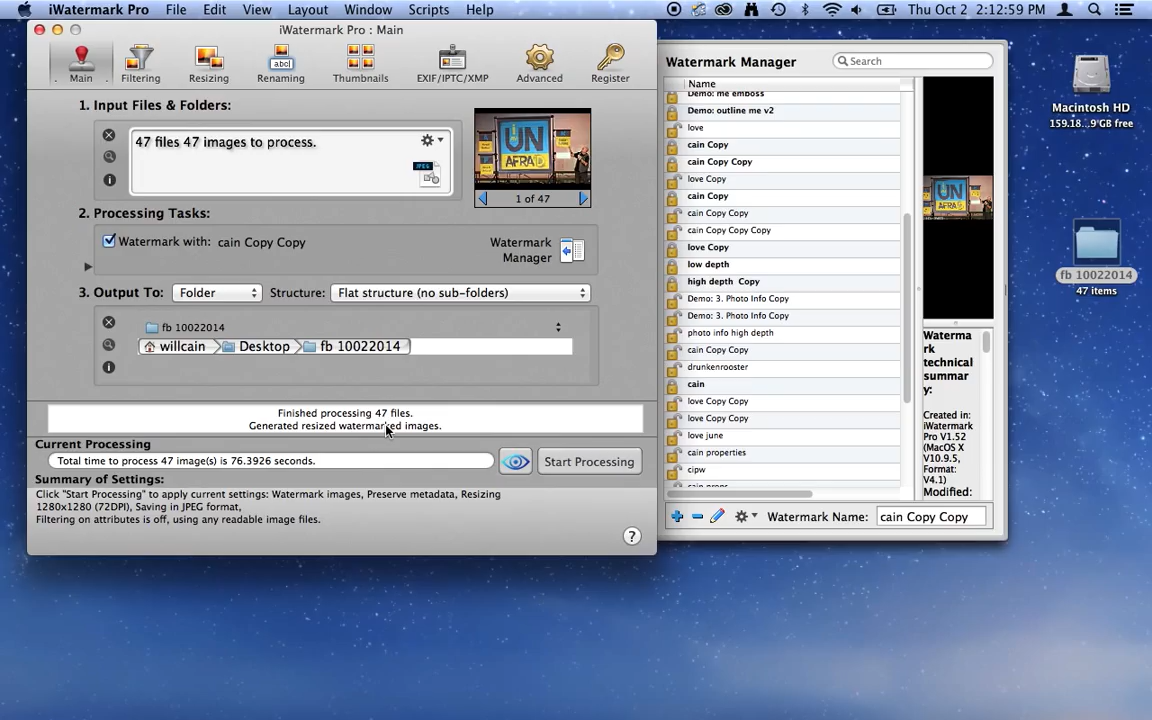 iWatermark Pro File Edit View Layout Window Scripts Help Thu Oct 2 2:12:59 PM
iWatermark Pro : Main
Main Filtering Resizing Renaming Thumbnails EXIF/IPTC/XMP Advanced Register
abc
1. Input Files & Folders:
47 files 47 images to process.
JPEG
UN
AFRAID
1 of 47
2. Processing Tasks:
Watermark with: cain Copy Copy
Watermark
Manager
3. Output To: Folder Structure: Flat structure (no sub-folders)
fb 10022014
willcain Desktop fb 10022014
Finished processing 47 files.
Generated resized watermarked images.
Current Processing
Total time to process 47 image(s) is 76.3926 seconds.
Start Processing
Summary of Settings:
Click "Start Processing" to apply current settings: Watermark images, Preserve metadata, Resizing
1280x1280 (72DPI), Saving in JPEG format,
Filtering on attributes is off, using any readable image files.
?
Watermark Manager
Search
Name
Demo: me emboss
Demo: outline me v2
love
cain Copy
cain Copy Copy
love Copy
cain Copy
cain Copy Copy
cain Copy Copy Copy
love Copy
low depth
high depth Copy
Demo: 3. Photo Info Copy
Demo: 3. Photo Info Copy
photo info high depth
cain Copy Copy
drunkenrooster
cain
love Copy Copy
love Copy Copy
love june
cain properties
cipw
cain props
UN
AFRAID
Waterma
rk
technical
summar
y:
Created in:
iWatermark
Pro V1.52
(MacOS X
V10.9.5,
Format:
V4.1)
Modified:
Watermark Name: cain Copy Copy
Macintosh HD
159.18...9 GB free
fb 10022014
47 items